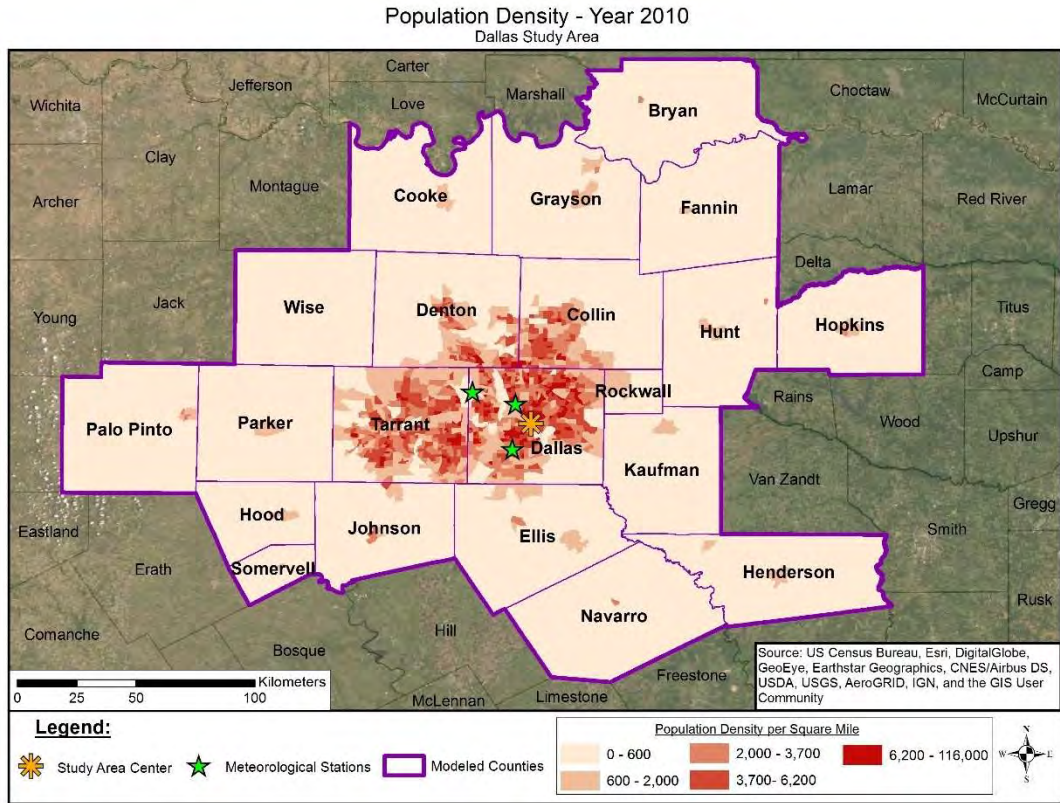 Population Density - Year 2010
Dallas Study Area
Carter
Jefferson
Wichita
Love
Marshall
Choctaw
McCurtain
Bryan
Clay
Montague
Archer
Cooke
Grayson
Fannin
Lamar
Red River
Delta
Young
Jack
Wise
Denton
Collin
Hunt
Hopkins
Titus
Camp
Rockwall
Rains
Wood
Palo Pinto
Parker
Tarrant
Dallas
Upshur
Kaufman
Van Zandt
Gregg
Hood
Johnson
Ellis
Smith
Eastland
Erath
Somervell
Henderson
Rusk
Navarro
Comanche
Bosque
Hill
Freestone
McLennan
Limestone
Source: US Census Bureau, Esri, DigitalGlobe,
GeoEye, Earthstar Geographics, CNES/Airbus DS,
USDA, USGS, AeroGRID, IGN, and the GIS User
Community
Kilometers
0 25 50 100
Legend:
Study Area Center
Meteorological Stations
Modeled Counties
Population Density per Square Mile
0 - 600
600 - 2,000
2,000 - 3,700
3,700- 6,200
6,200 - 116,000
N
W E
S